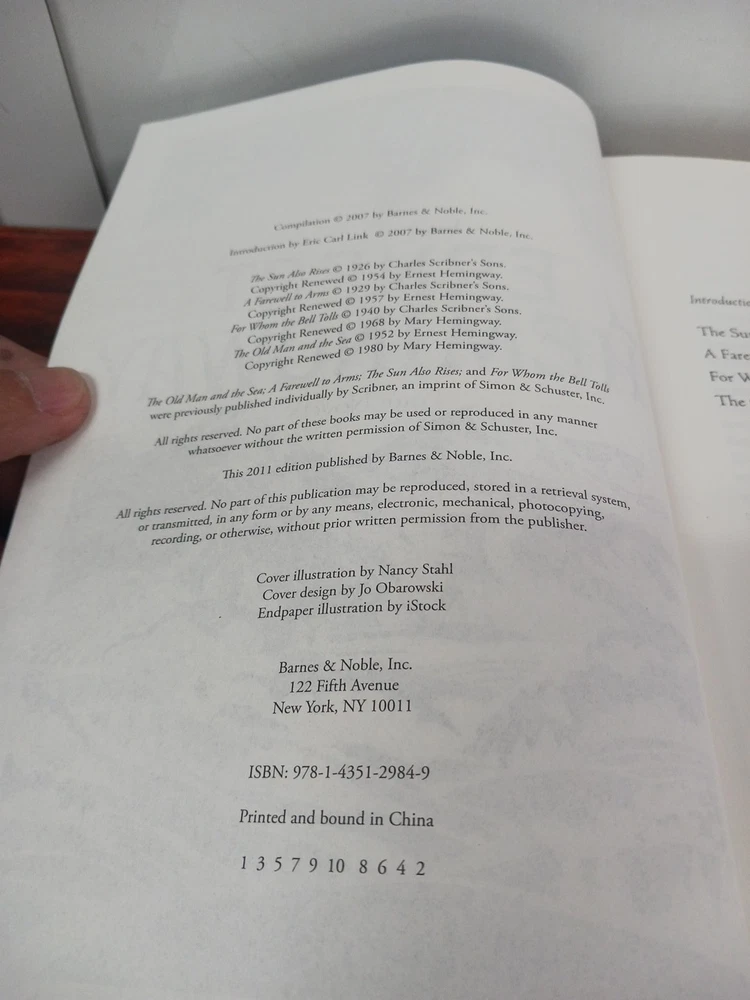 Compilation © 2007 by Barnes & Noble, Inc.
Introduction by Eric Carl Link © 2007 by Barnes & Noble, Inc.
The Sun Also Rises © 1926 by Charles Scribner's Sons.
Copyright Renewed © 1954 by Ernest Hemingway.
A Farewell to Arms © 1929 by Charles Scribner's Sons.
Copyright Renewed © 1957 by Ernest Hemingway.
For Whom the Bell Tolls © 1940 by Charles Scribner's Sons.
Copyright Renewed © 1968 by Mary Hemingway.
The Old Man and the Sea © 1952 by Ernest Hemingway.
Copyright Renewed © 1980 by Mary Hemingway.
The Old Man and the Sea; A Farewell to Arms; The Sun Also Rises; and For Whom the Bell Tolls
were previously published individually by Scribner, an imprint of Simon & Schuster, Inc.
All rights reserved. No part of these books may be used or reproduced in any manner
whatsoever without the written permission of Simon & Schuster, Inc.
This 2011 edition published by Barnes & Noble, Inc.
All rights reserved. No part of this publication may be reproduced, stored in a retrieval system,
or transmitted, in any form or by any means, electronic, mechanical, photocopying,
recording, or otherwise, without prior written permission from the publisher.
Cover illustration by Nancy Stahl
Cover design by Jo Obarowski
Endpaper illustration by iStock
Barnes & Noble, Inc.
122 Fifth Avenue
New York, NY 10011
ISBN: 978-1-4351-2984-9
Printed and bound in China
1 3 5 7 9 10 8 6 4 2
Introductio
The Su
A Fare
For W
The